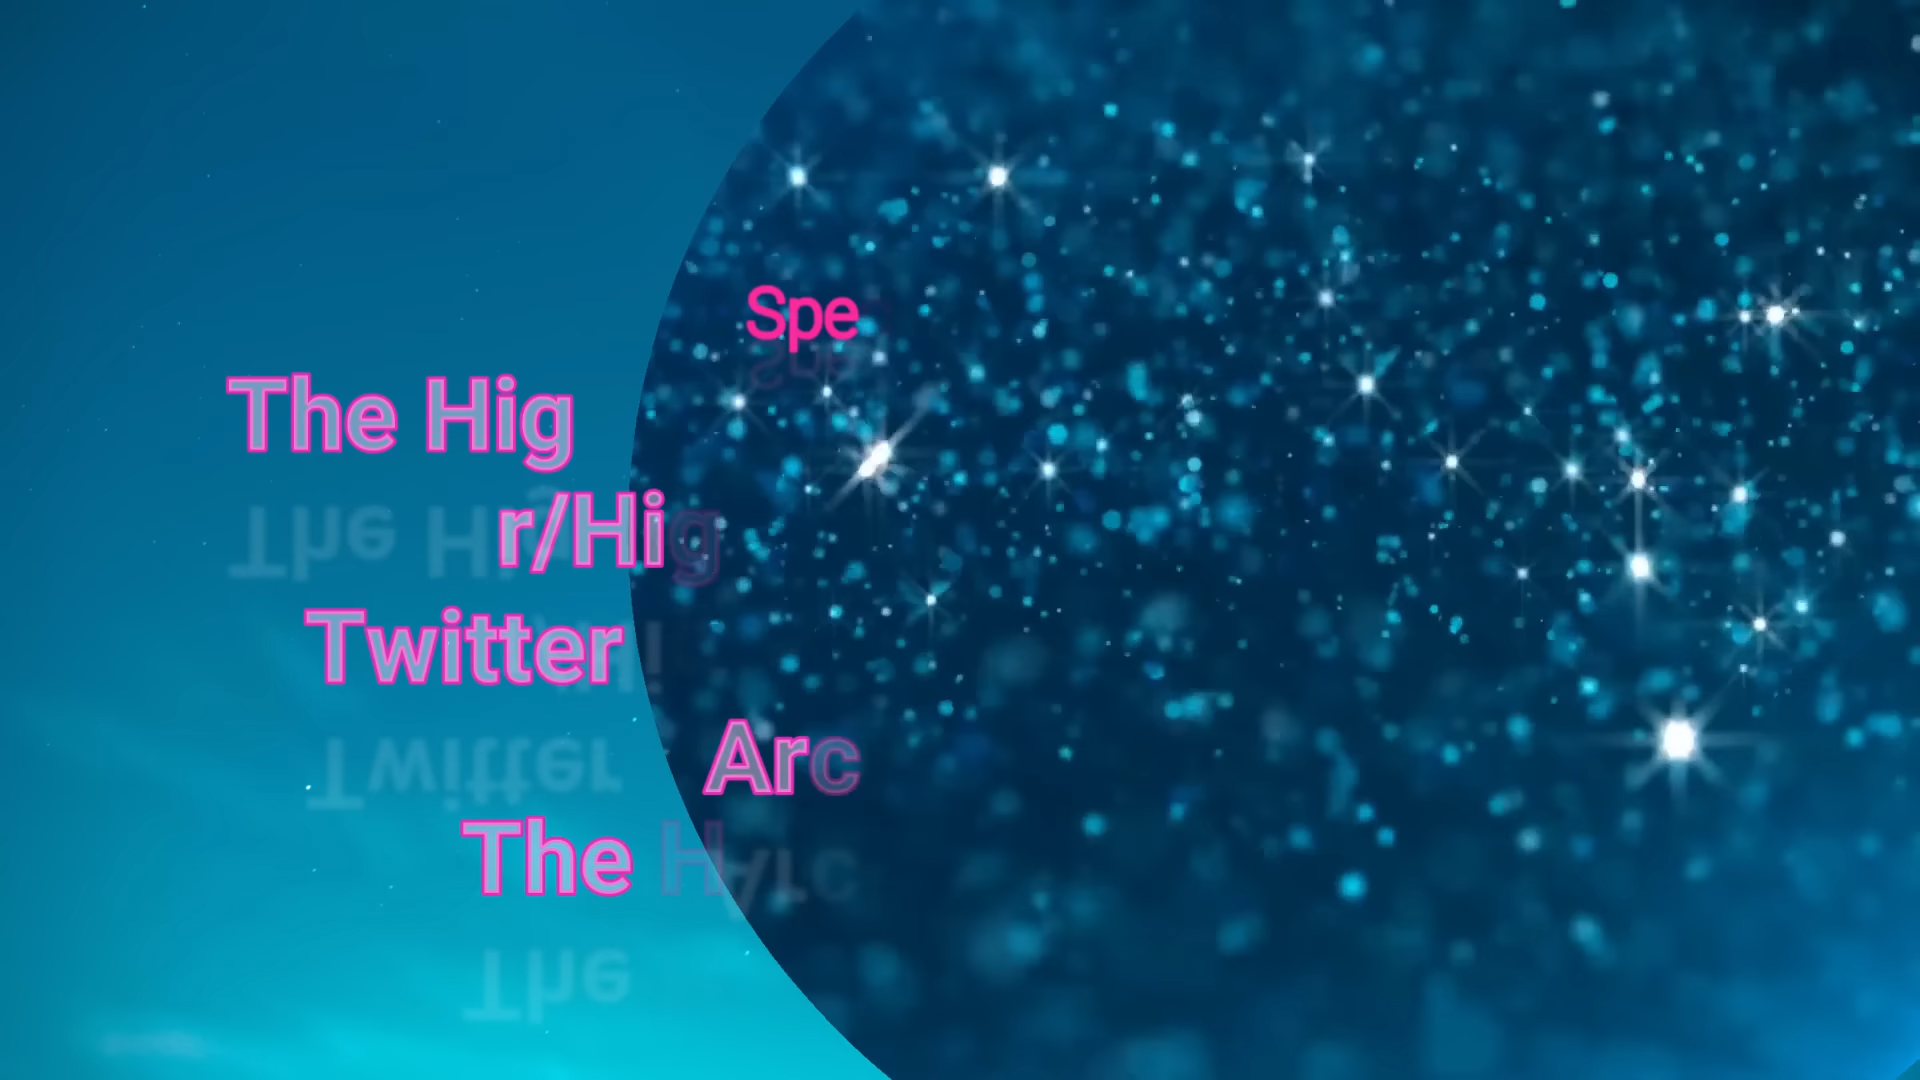 Spe
The Hig
r/Hig
Twitter
Arc
The H